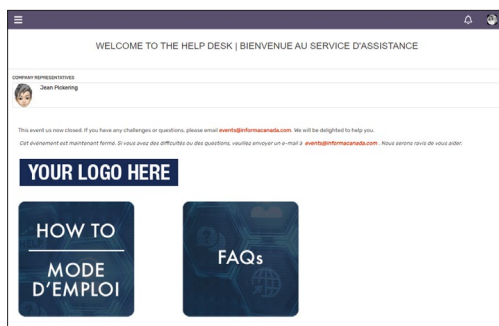 WELCOME TO THE HELP DESK | BIENVENUE AU SERVICE D'ASSISTANCE
COMPANY REPRESENTATIVES
Jean Pickering
This event us now closed. If you have any challenges or questions, please email events@informacanada.com. We will be delighted to help you.
Cet événement est maintenant fermé. Si vous avez des difficultés ou des questions, veuillez envoyer un e-mail à events@informacanada.com . Nous serons ravis de vous aider.
YOUR LOGO HERE
HOW TO
MODE
D'EMPLOI
FAQs